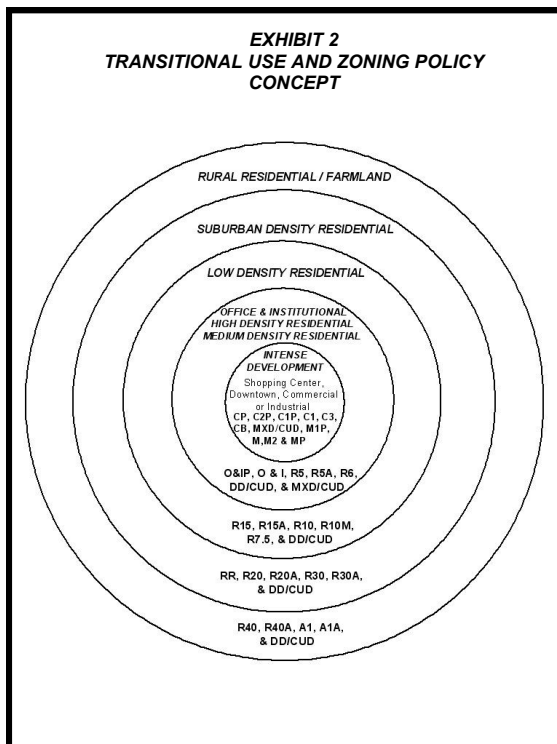 EXHIBIT 2
TRANSITIONAL USE AND ZONING POLICY
CONCEPT
RURAL RESIDENTIAL / FARMLAND
SUBURBAN DENSITY RESIDENTIAL
LOW DENSITY RESIDENTIAL
OFFICE & INSTITUTIONAL
HIGH DENSITY RESIDENTIAL
MEDIUM DENSITY RESIDENTIAL
INTENSE
DEVELOPMENT
Shopping Center,
Downtown, Commercial
or Industrial
CP, C2P, C1P, C1, C3,
CB, MXD/CUD, M1P,
M,M2 & MP
O&IP, O & I, R5, R5A, R6,
DD/CUD, & MXD/CUD
R15, R15A, R10, R10M,
R7.5, & DD/CUD
RR, R20, R20A, R30, R30A,
& DD/CUD
R40, R40A, A1, A1A,
& DD/CUD